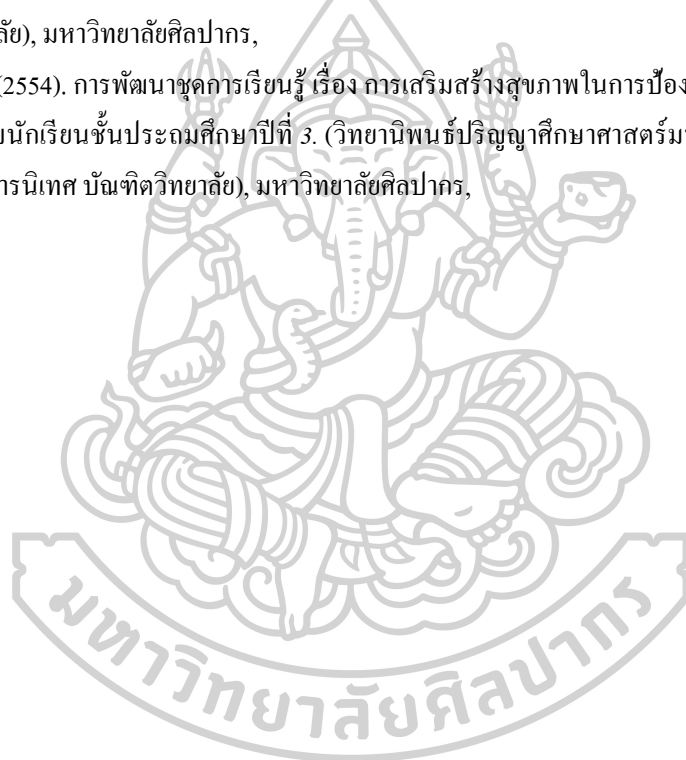 ลัย), มหาวิทยาลัยศิลปากร,
(2554). การพัฒนาชุดการเรียนรู้ เรื่อง การเสริมสร้างสุขภาพในการป้อง
นักเรียนชั้นประถมศึกษาปีที่ 3. (วิทยานิพนธ์ปริญญาศึกษาศาสตร์ม
ารนิเทศ บัณฑิตวิทยาลัย), มหาวิทยาลัยศิลปากร,
มหาวิทยาลัยศิลปากร